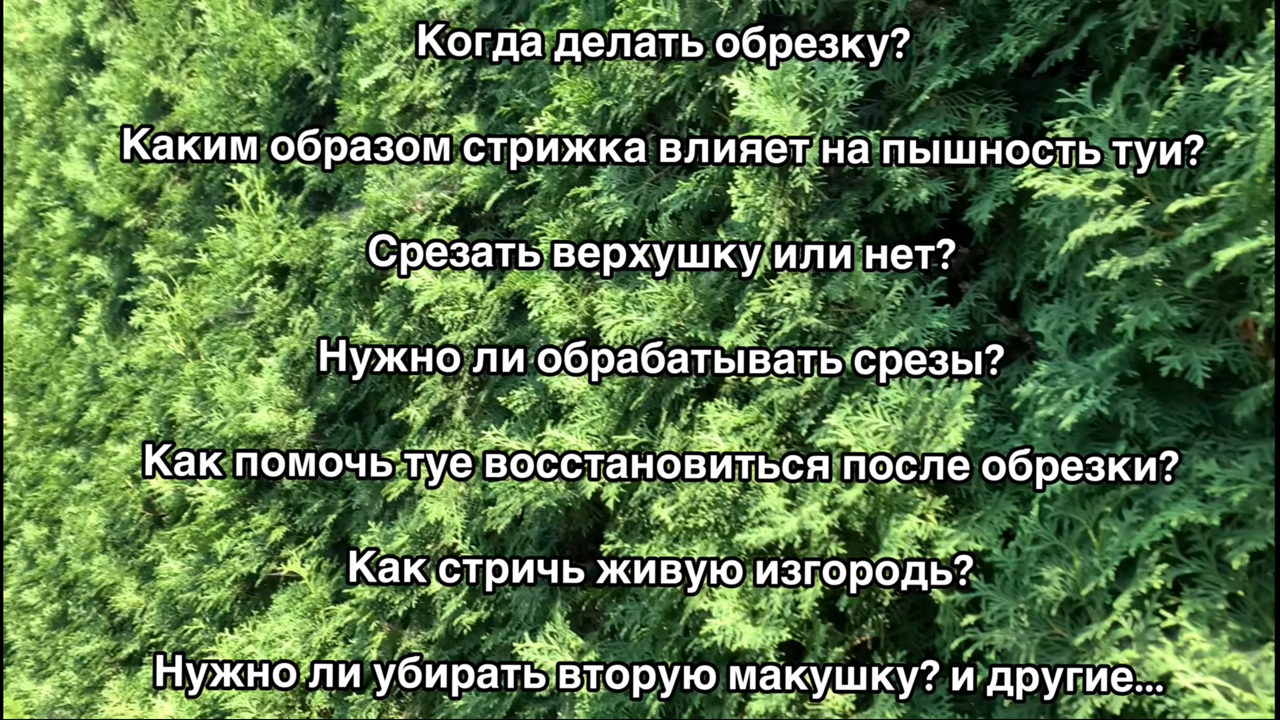 Когда делать обрезку?
Каким образом стрижка влияет на пышность туи?
Срезать верхушку или нет?
Нужно ли обрабатывать срезы?
Как помочь туе восстановиться после обрезки?
Как стричь живую изгородь?
Нужно ли убирать вторую макушку? и другие...